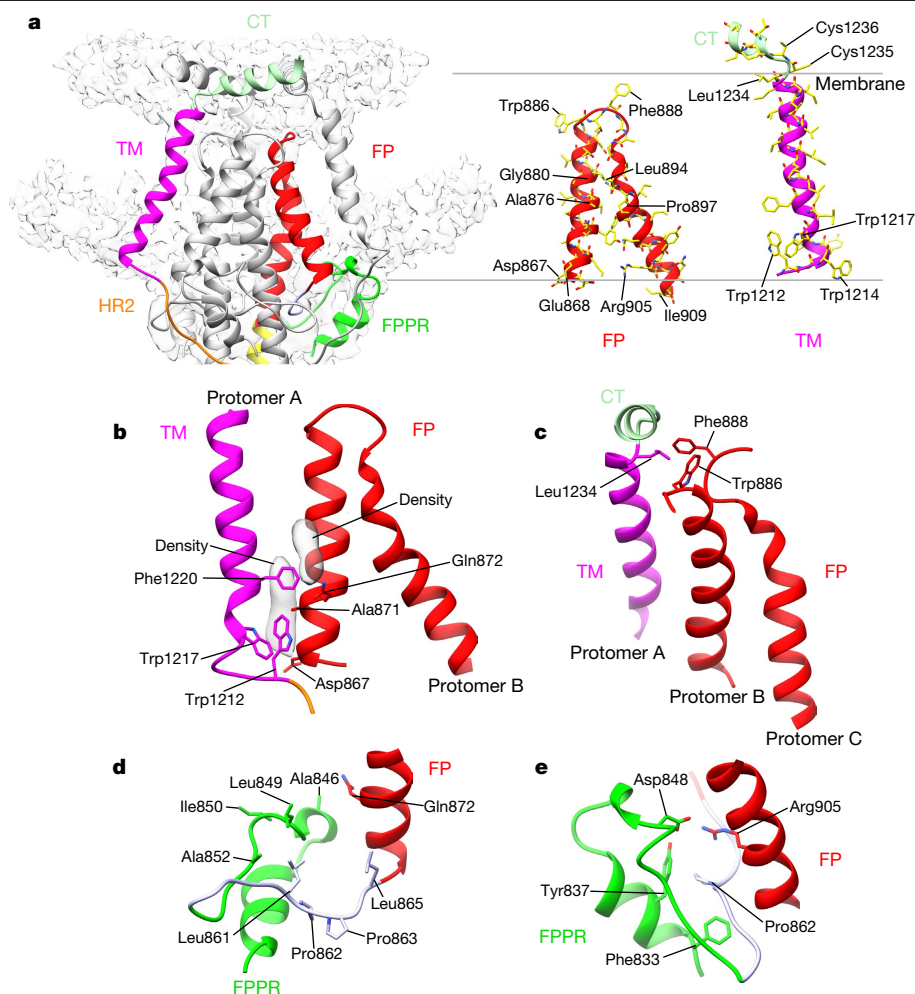 a
CT
TM
FP
HR2
FPPR
CT
Cys1236
Cys1235
Leu1234
Membrane
Trp886
Phe888
Gly880
Leu894
Ala876
Pro897
Asp867
Glu868
Arg905
Ile909
Trp1217
Trp1212
Trp1214
FP
TM
b
Protomer A
TM
FP
Density
Density
Phe1220
Gln872
Ala871
Trp1217
Asp867
Trp1212
Protomer B
c
CT
Phe888
Leu1234
Trp886
TM
FP
Protomer A
Protomer B
Protomer C
d
Leu849
Ala846
FP
Ile850
Gln872
Ala852
Leu865
Leu861
Pro863
Pro862
FPPR
e
Asp848
Arg905
FP
Tyr837
Pro862
FPPR
Phe833